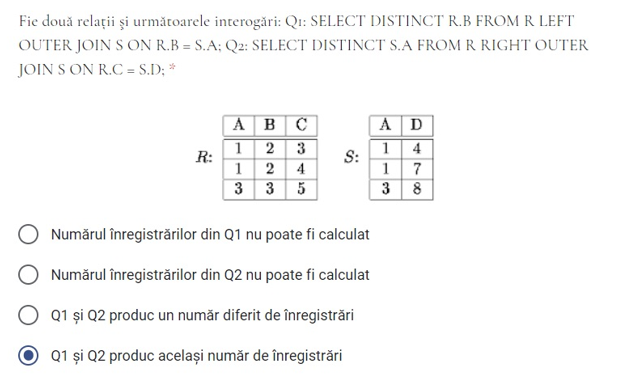 Fie două relații și următoarele interogări: Q1: SELECT DISTINCT R.B FROM R LEFT
OUTER JOIN S ON R.B = S.A; Q2: SELECT DISTINCT S.A FROM R RIGHT OUTER
JOIN S ON R.C = S.D; *
R:
A B C
1 2 3
1 2 4
3 3 5
S:
A D
1 4
1 7
3 8
Numărul înregistrărilor din Q1 nu poate fi calculat
Numărul înregistrărilor din Q2 nu poate fi calculat
Q1 și Q2 produc un număr diferit de înregistrări
Q1 și Q2 produc același număr de înregistrări